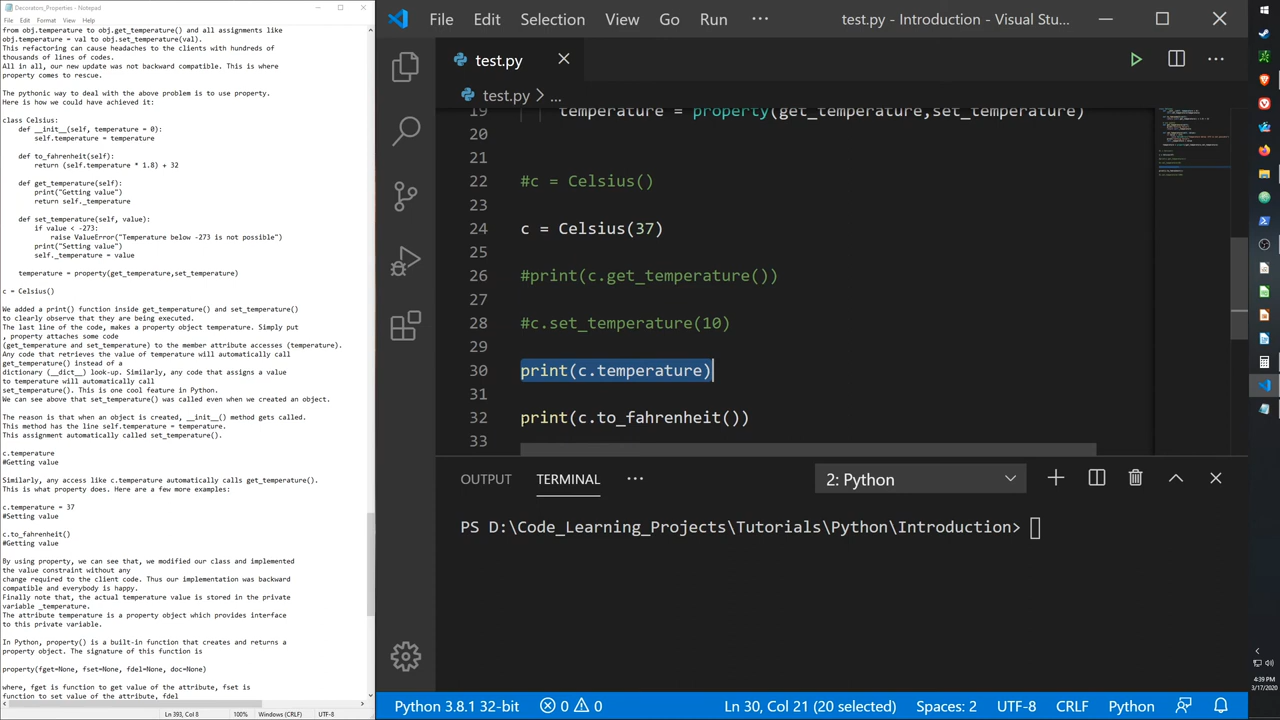 Decorators_Properties - Notepad
File Edit Format View Help
from obj.temperature to obj.get_temperature() and all assignments like
obj.temperature = val to obj.set_temperature(val).
This refactoring can cause headaches to the clients with hundreds of
thousands of lines of codes.
All in all, our new update was not backward compatible. This is where
property comes to rescue.
The pythonic way to deal with the above problem is to use property.
Here is how we could have achieved it:
class Celsius:
def __init__(self, temperature = 0):
self.temperature = temperature
def to_fahrenheit(self):
return (self.temperature * 1.8) + 32
def get_temperature(self):
print("Getting value")
return self._temperature
def set_temperature(self, value):
if value < -273:
raise ValueError("Temperature below -273 is not possible")
print("Setting value")
self._temperature = value
temperature = property(get_temperature,set_temperature)
c = Celsius()
We added a print() function inside get_temperature() and set_temperature()
to clearly observe that they are being executed.
The last line of the code, makes a property object temperature. Simply put
, property attaches some code
(get_temperature and set_temperature) to the member attribute accesses (temperature).
Any code that retrieves the value of temperature will automatically call
get_temperature() instead of a
dictionary (__dict__) look-up. Similarly, any code that assigns a value
to temperature will automatically call
set_temperature(). This is one cool feature in Python.
We can see above that set_temperature() was called even when we created an object.
The reason is that when an object is created, __init__() method gets called.
This method has the line self.temperature = temperature.
This assignment automatically called set_temperature().
c.temperature
#Getting value
Similarly, any access like c.temperature automatically calls get_temperature().
This is what property does. Here are a few more examples:
c.temperature = 37
#Setting value
c.to_fahrenheit()
#Getting value
By using property, we can see that, we modified our class and implemented
the value constraint without any
change required to the client code. Thus our implementation was backward
compatible and everybody is happy.
Finally note that, the actual temperature value is stored in the private
variable _temperature.
The attribute temperature is a property object which provides interface
to this private variable.
In Python, property() is a built-in function that creates and returns a
property object. The signature of this function is
property(fget=None, fset=None, fdel=None, doc=None)
where, fget is function to get value of the attribute, fset is
function to set value of the attribute, fdel
Ln 393, Col 8 100% Windows (CRLF) UTF-8
File Edit Selection View Go Run ··· test.py - Introduction - Visual Stu...
test.py
test.py > ...
19 temperature = property(get_temperature,set_temperature)
20
21
22 #c = Celsius()
23
24 c = Celsius(37)
25
26 #print(c.get_temperature())
27
28 #c.set_temperature(10)
29
30 print(c.temperature)
31
32 print(c.to_fahrenheit())
33
OUTPUT TERMINAL ··· 2: Python
PS D:\Code_Learning_Projects\Tutorials\Python\Introduction>
Python 3.8.1 32-bit 0 0 Ln 30, Col 21 (20 selected) Spaces: 2 UTF-8 CRLF Python
4:39 PM
3/17/2020